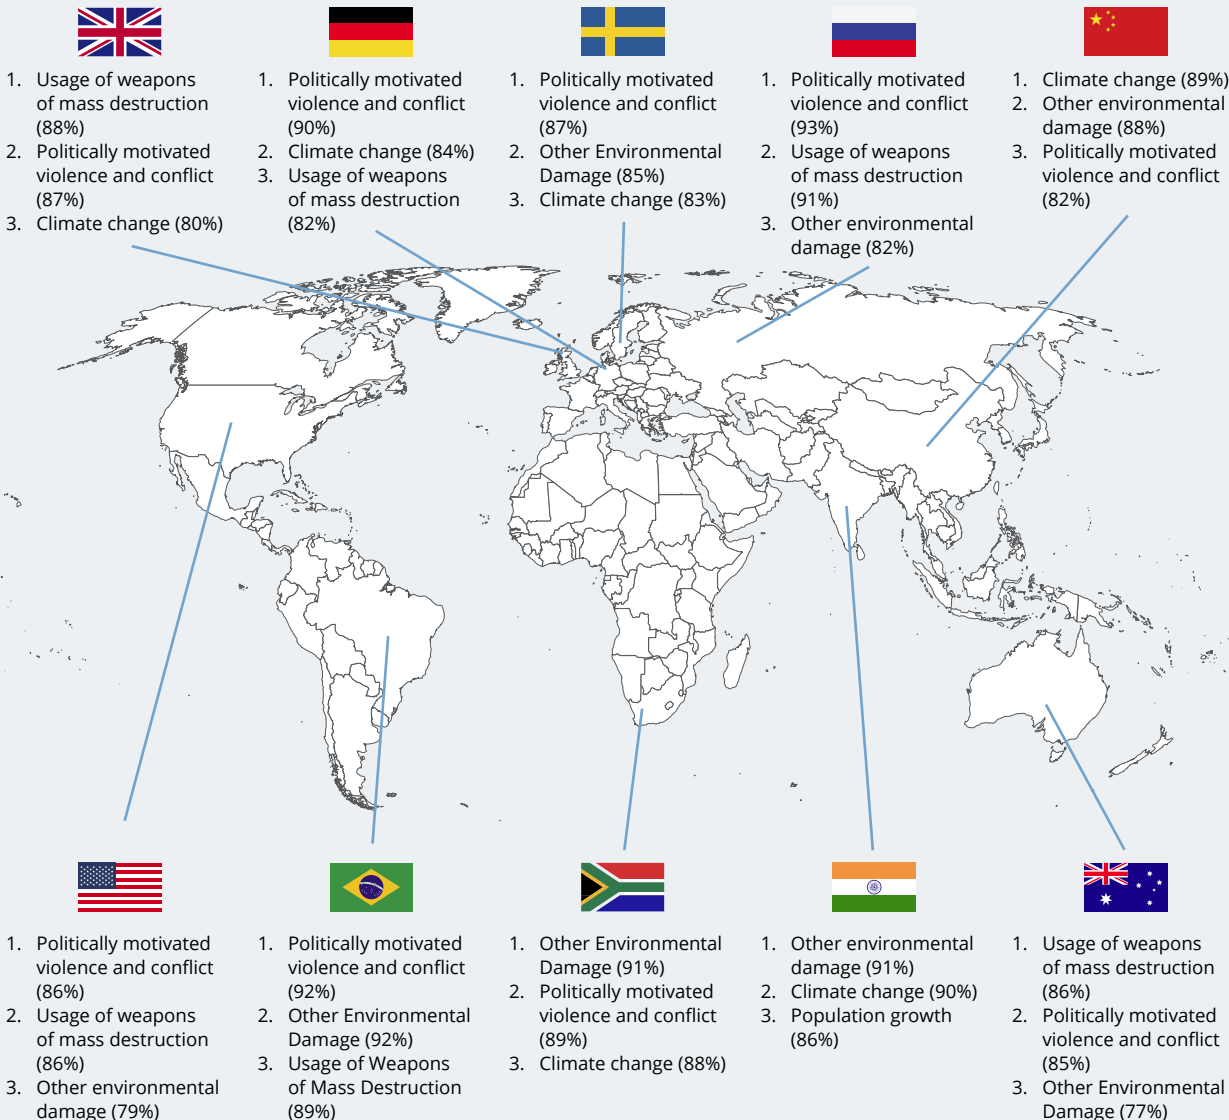 1. Usage of weapons
of mass destruction
(88%)
2. Politically motivated
violence and conflict
(87%)
3. Climate change (80%)
1. Politically motivated
violence and conflict
(90%)
2. Climate change (84%)
3. Usage of weapons
of mass destruction
(82%)
1. Politically motivated
violence and conflict
(87%)
2. Other Environmental
Damage (85%)
3. Climate change (83%)
1. Politically motivated
violence and conflict
(93%)
2. Usage of weapons
of mass destruction
(91%)
3. Other environmental
damage (82%)
1. Climate change (89%)
2. Other environmental
damage (88%)
3. Politically motivated
violence and conflict
(82%)
1. Politically motivated
violence and conflict
(86%)
2. Usage of weapons
of mass destruction
(86%)
3. Other environmental
damage (79%)
1. Politically motivated
violence and conflict
(92%)
2. Other Environmental
Damage (92%)
3. Usage of Weapons
of Mass Destruction
(89%)
1. Other Environmental
Damage (91%)
2. Politically motivated
violence and conflict
(89%)
3. Climate change (88%)
1. Other environmental
damage (91%)
2. Climate change (90%)
3. Population growth
(86%)
1. Usage of weapons
of mass destruction
(86%)
2. Politically motivated
violence and conflict
(85%)
3. Other Environmental
Damage (77%)